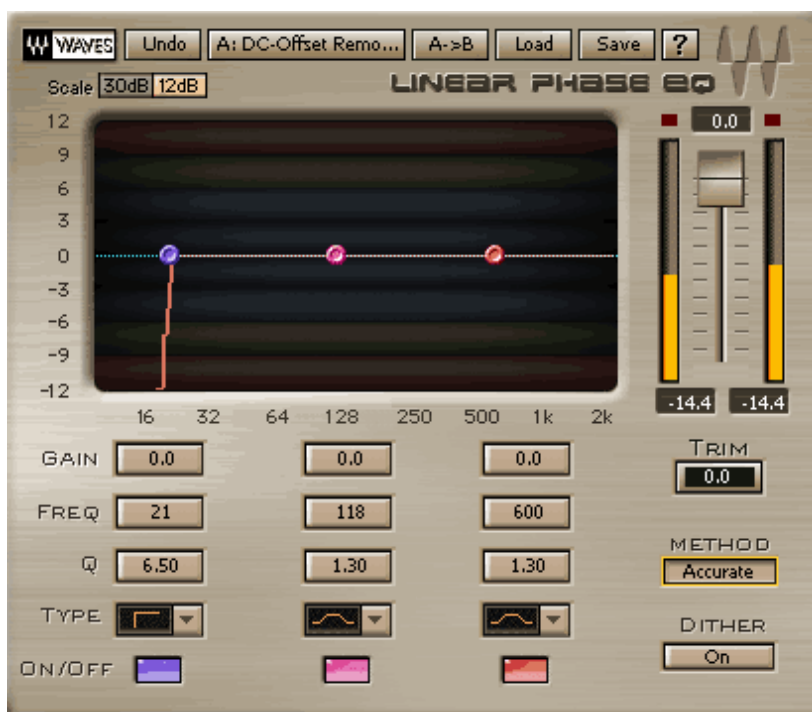 WAVES Undo A: DC-Offset Remo... A->B Load Save ?
Scale 30dB 12dB LINEAR PHASE EQ
0.0
12
9
6
3
0
-3
-6
-9
-12
-14.4 -14.4
16 32 64 128 250 500 1k 2k
GAIN 0.0 0.0 0.0
TRIM
0.0
FREQ 21 118 600
METHOD
Q 6.50 1.30 1.30
Accurate
TYPE
DITHER
ON/OFF
On